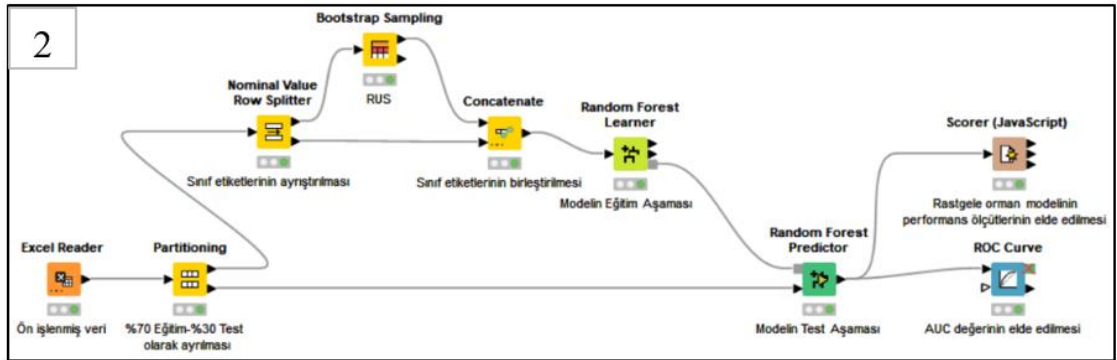 2
Bootstrap Sampling
RUS
Nominal Value
Row Splitter
Sınıf etiketlerinin ayrıştırılması
Concatenate
Sınıf etiketlerinin birleştirilmesi
Random Forest
Learner
Modelin Eğitim Aşaması
Scorer (JavaScript)
Rastgele orman modelinin
performans ölçütlerinin elde edilmesi
Excel Reader
Ön işlenmiş veri
Partitioning
%70 Eğitim-%30 Test
olarak ayrılması
Random Forest
Predictor
Modelin Test Aşaması
ROC Curve
AUC değerinin elde edilmesi